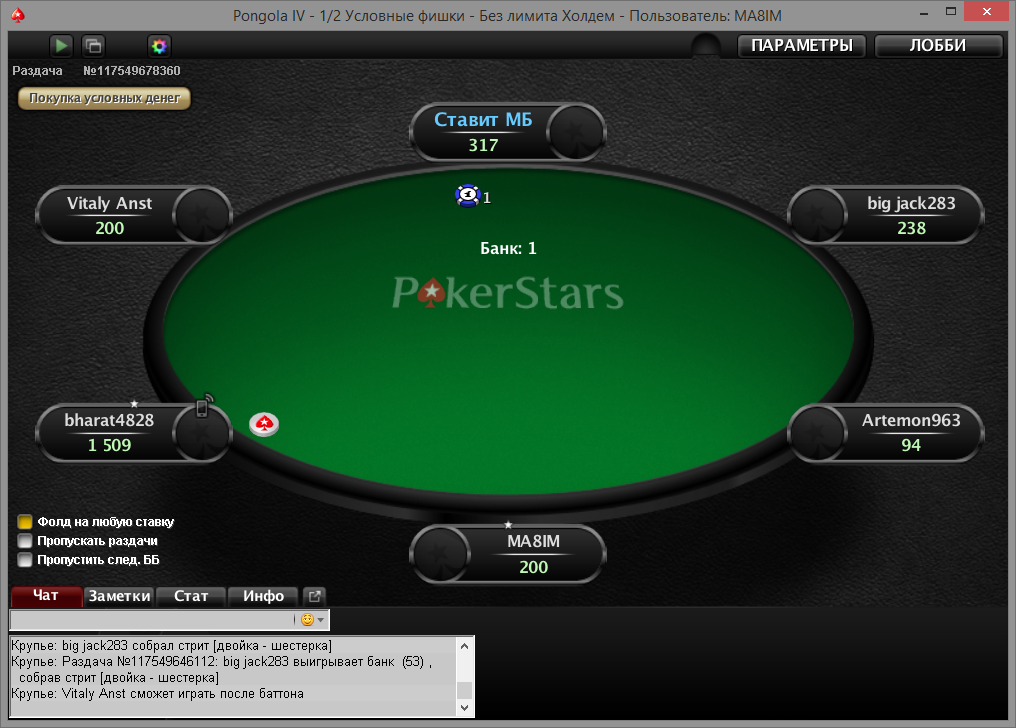 Pongola IV - 1/2 Условные фишки - Без лимита Холдем - Пользователь: MA8IM
ПАРАМЕТРЫ
ЛОББИ
Раздача №117549678360
Покупка условных денег
Ставит МБ
317
Vitaly Anst
200
big jack283
238
1
Банк: 1
PokerStars
bharat4828
1 509
Artemon963
94
Фолд на любую ставку
Пропускать раздачи
Пропустить след. ББ
MA8IM
200
Чат Заметки Стат Инфо
Крупье: big jack283 собрал стрит [двойка - шестерка]
Крупье: Раздача №117549646112: big jack283 выигрывает банк (53) ,
собрав стрит [двойка - шестерка]
Крупье: Vitaly Anst сможет играть после баттона